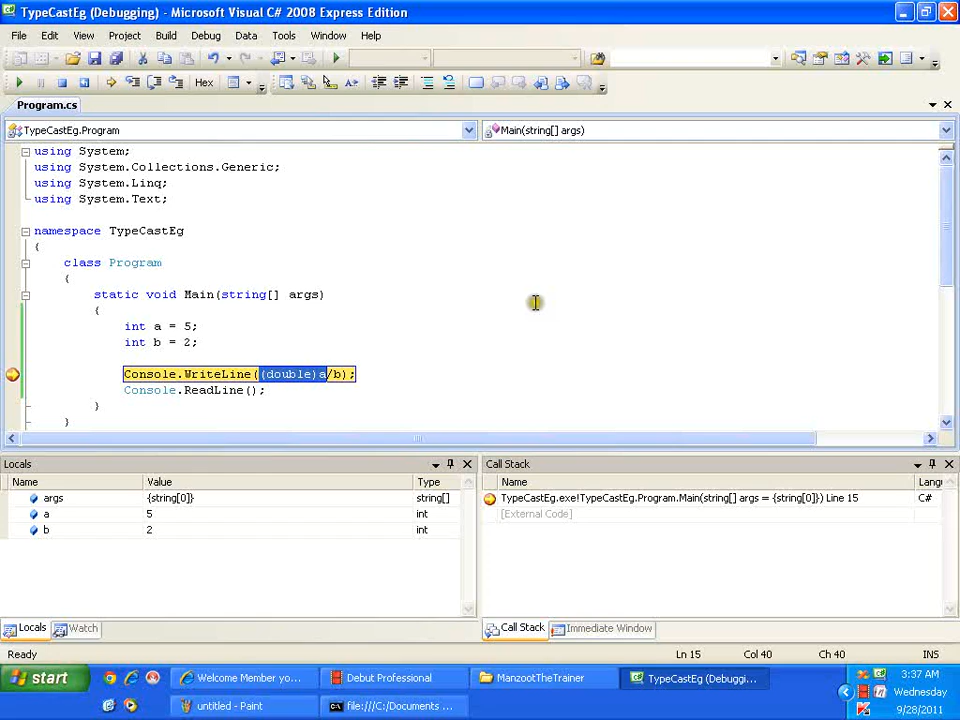 TypeCastEg (Debugging) - Microsoft Visual C# 2008 Express Edition
File Edit View Project Build Debug Data Tools Window Help
Hex
Program.cs
TypeCastEg.Program Main(string[] args)
using System;
using System.Collections.Generic;
using System.Linq;
using System.Text;
namespace TypeCastEg
{
class Program
{
static void Main(string[] args)
{
int a = 5;
int b = 2;
Console.WriteLine((double)a/b);
Console.ReadLine();
}
}
Locals Call Stack
Name Value Type Name Langu
args {string[0]} string[] TypeCastEg.exe!TypeCastEg.Program.Main(string[] args = {string[0]}) Line 15 C#
a 5 int [External Code]
b 2 int
Locals Watch Call Stack Immediate Window
Ready Ln 15 Col 40 Ch 40 INS
start Welcome Member yo... Debut Professional ManzootTheTrainer TypeCastEg (Debuggi... 3:37 AM
Wednesday
untitled - Paint file:///C:/Documents ... 9/28/2011